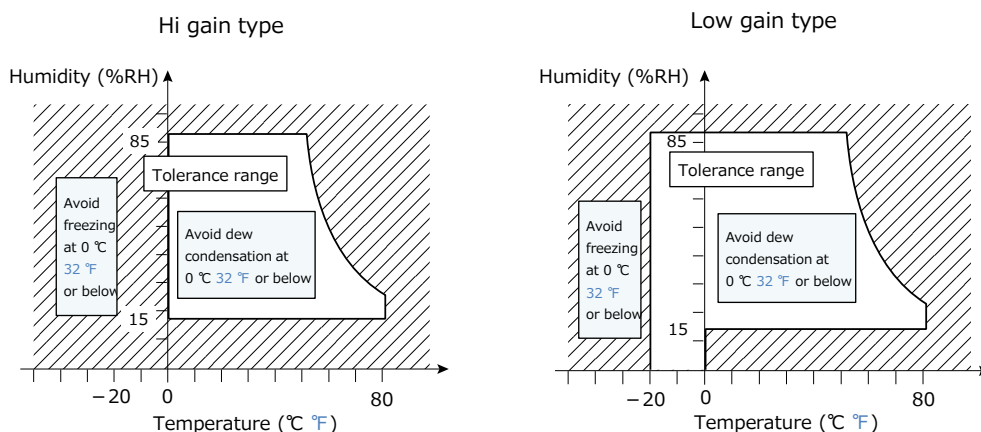 Hi gain type
Humidity (%RH)
85
Tolerance range
Avoid
freezing
at 0 ℃
32 ℉
or below
Avoid dew
condensation at
0 ℃ 32 ℉ or below
15
−20
0
80
Temperature (℃ ℉)
Low gain type
Humidity (%RH)
85
Tolerance range
Avoid
freezing
at 0 ℃
32 ℉
or below
Avoid dew
condensation at
0 ℃ 32 ℉ or below
15
−20
0
80
Temperature (℃ ℉)